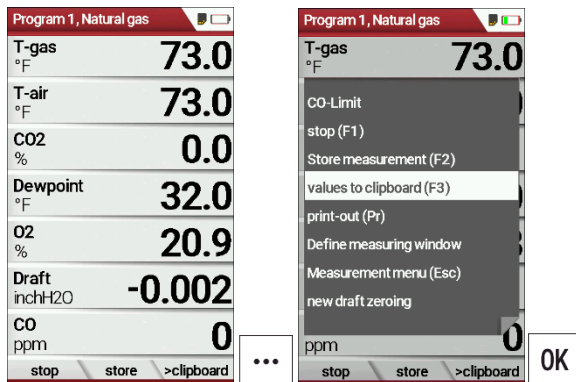 Program 1, Natural gas
T-gas
°F
73.0
T-air
°F
73.0
CO2
%
0.0
Dewpoint
°F
32.0
O2
%
20.9
Draft
inchH2O
-0.002
CO
ppm
0
stop
store
>clipboard
...
Program 1, Natural gas
T-gas
°F
73.0
CO-Limit
stop (F1)
Store measurement (F2)
values to clipboard (F3)
print-out (Pr)
Define measuring window
Measurement menu (Esc)
new draft zeroing
ppm
0
stop
store
>clipboard
OK